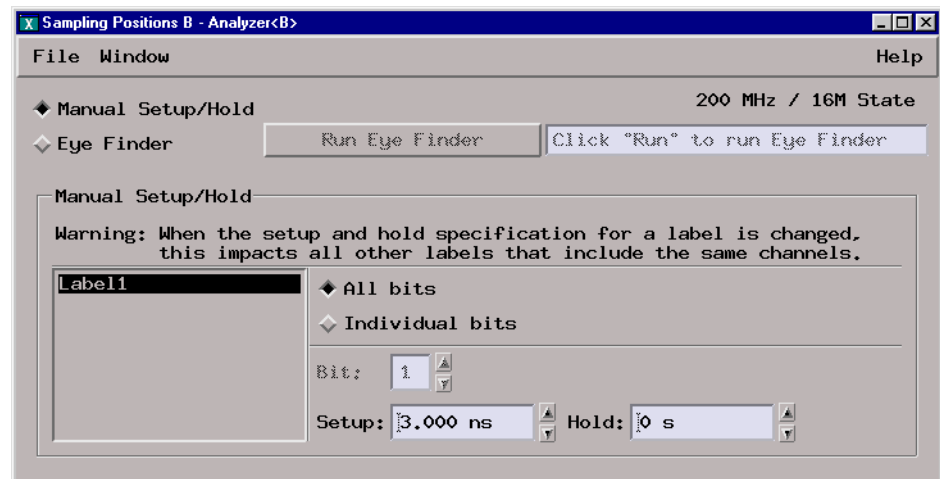 X Sampling Positions B - Analyzer<B>
File Window Help
Manual Setup/Hold 200 MHz / 16M State
Eye Finder Run Eye Finder Click "Run" to run Eye Finder
Manual Setup/Hold
Warning: When the setup and hold specification for a label is changed,
this impacts all other labels that include the same channels.
Label1 All bits
Individual bits
Bit: 1
Setup: 3.000 ns Hold: 0 s